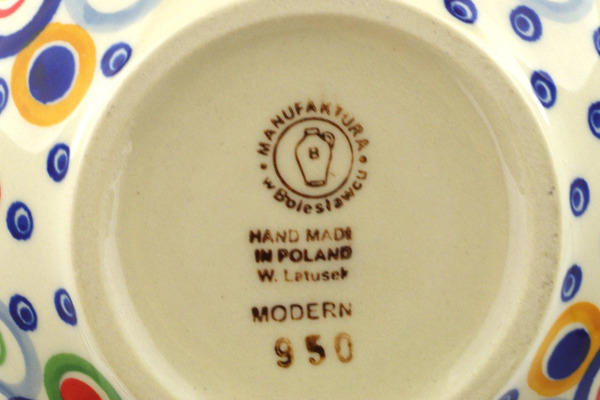 MANUFAKTURA
w Bolesławcu
B
HAND MADE
IN POLAND
W. Latusek
MODERN
950